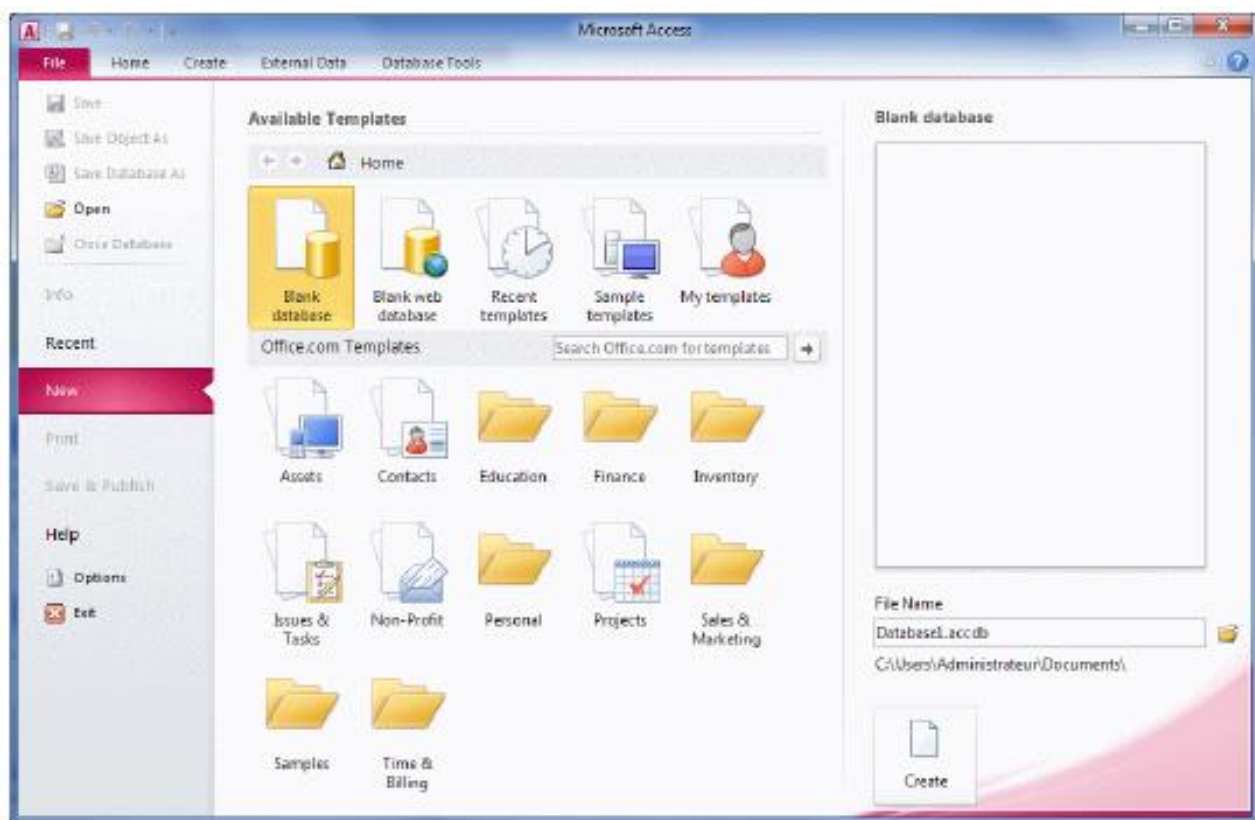 Microsoft Access
File Home Create External Data Database Tools
Save
Save Object As
Save Database As
Open
Close Database
Info
Recent
New
Print
Save & Publish
Help
Options
Exit
Available Templates
Home
Blank database
Blank web database
Recent templates
Sample templates
My templates
Office.com Templates
Search Office.com for templates
Assets
Contacts
Education
Finance
Inventory
Issues & Tasks
Non-Profit
Personal
Projects
Sales & Marketing
Samples
Time & Billing
Blank database
File Name
Database1.accdb
C:\Users\Administrateur\Documents\
Create